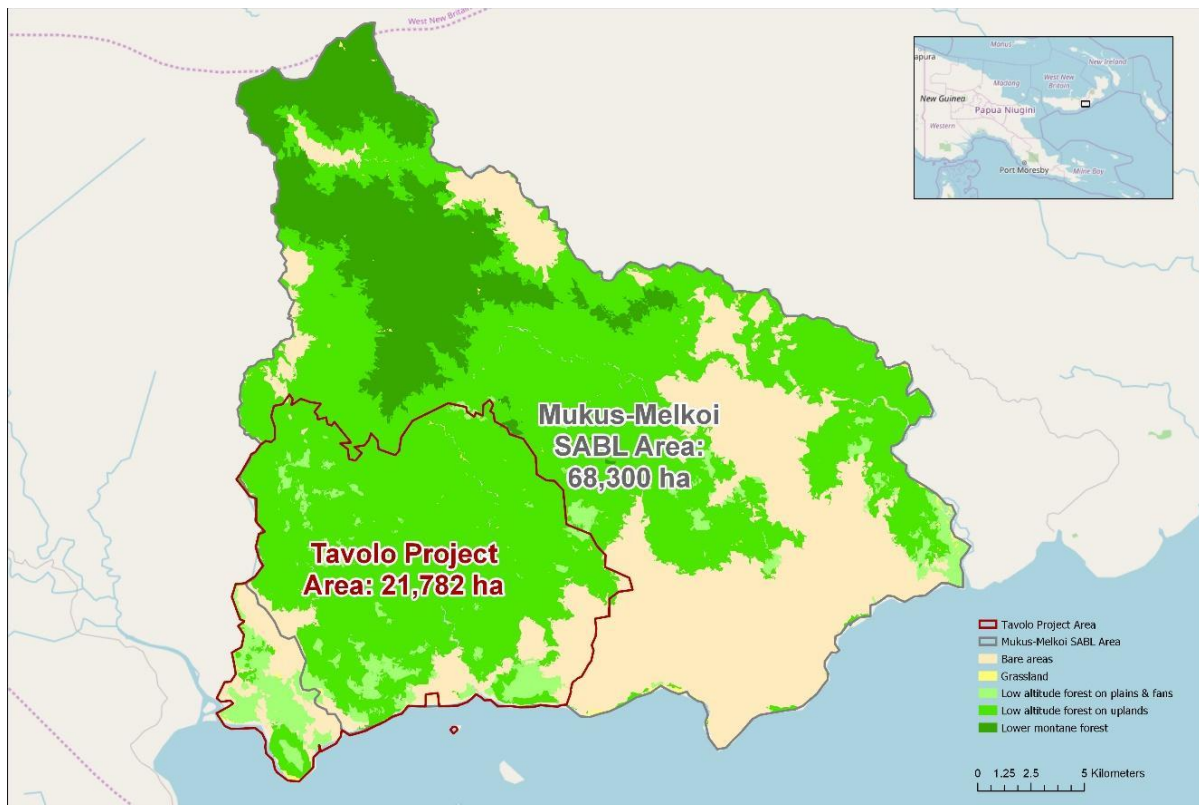 West New Britain
Manus
New Ireland
apura
Madang
West New
Britain
New Guinea
Papua Niugini
Western
Port Moresby
Milne Bay
Mukus-Melkoi
SABL Area:
68,300 ha
Tavolo Project
Area: 21,782 ha
Tavolo Project Area
Mukus-Melkoi SABL Area
Bare areas
Grassland
Low altitude forest on plains & fans
Low altitude forest on uplands
Lower montane forest
0 1.25 2.5 5 Kilometers